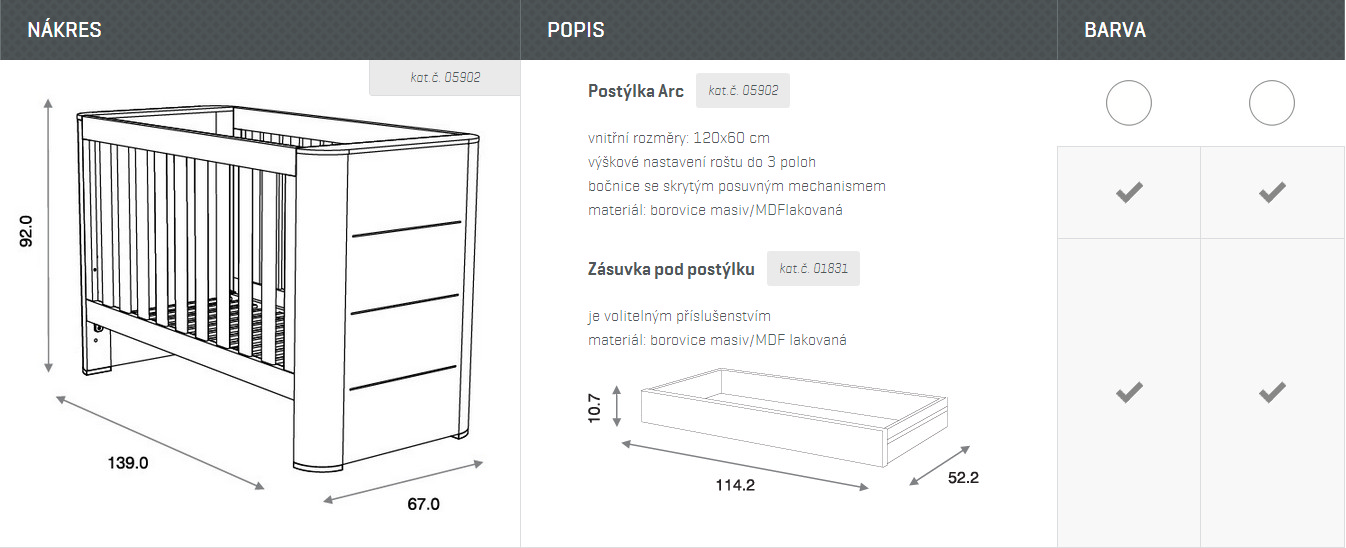 NÁKRES
POPIS
BARVA
kat.č. 05902
92.0
139.0
67.0
Postýlka Arc
kat.č. 05902
vnitřní rozměry: 120x60 cm
výškové nastavení roštu do 3 poloh
bočnice se skrytým posuvným mechanismem
materiál: borovice masiv/MDFlakovaná
Zásuvka pod postýlku
kat.č. 01831
je volitelným příslušenstvím
materiál: borovice masiv/MDF lakovaná
10.7
114.2
52.2